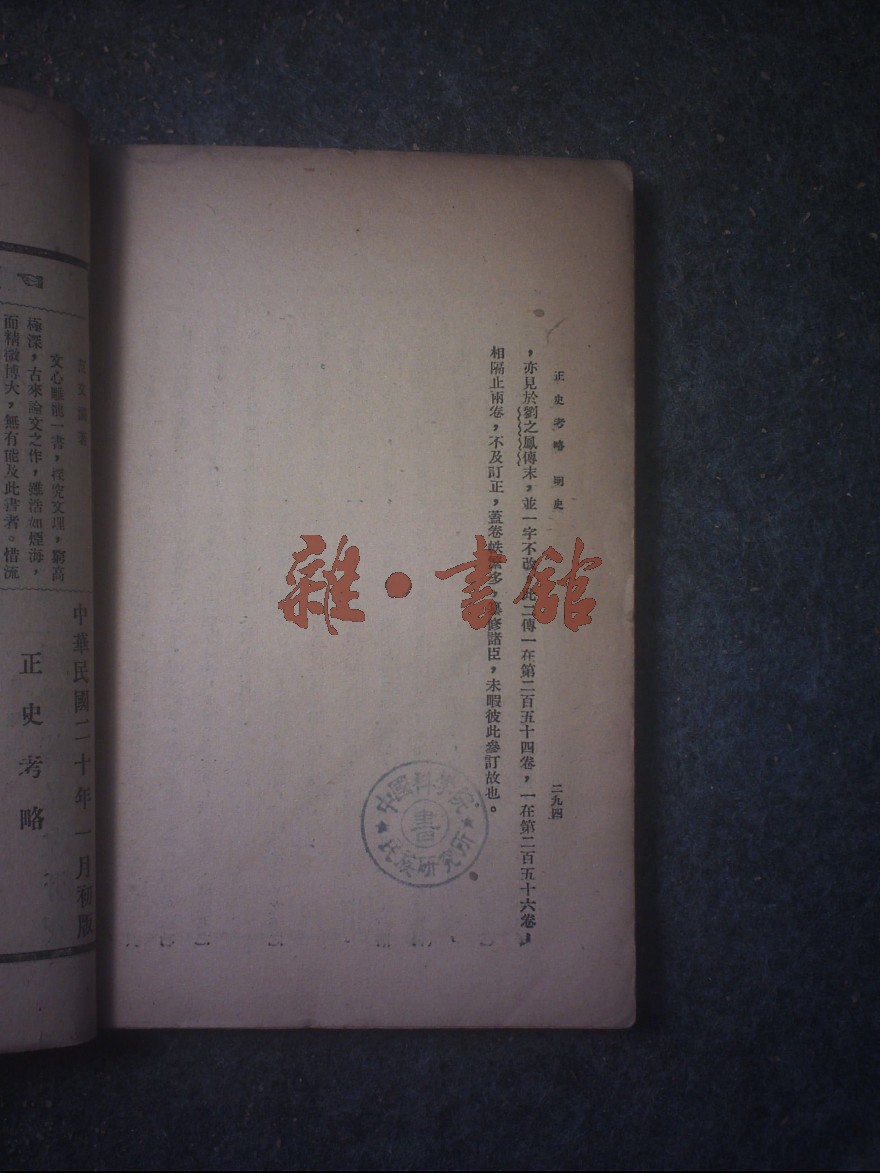 正史考略 明史
二九四
，亦見於劉之鳳傳末，並一字不改，此二傳一在第二百五十四卷，一在第二百五十六卷，
相隔止兩卷，不及訂正，蓋卷帙繁多，纂修諸臣，未暇彼此參訂故也。
雜·書館
中國科學院
書
民族研究所
文心雕龍一書，探究文理，窮高
極深，古來論文之作，雖浩如煙海，
而精微博大，無有能及此書者。惜流
中華民國二十年一月初版
正史考略